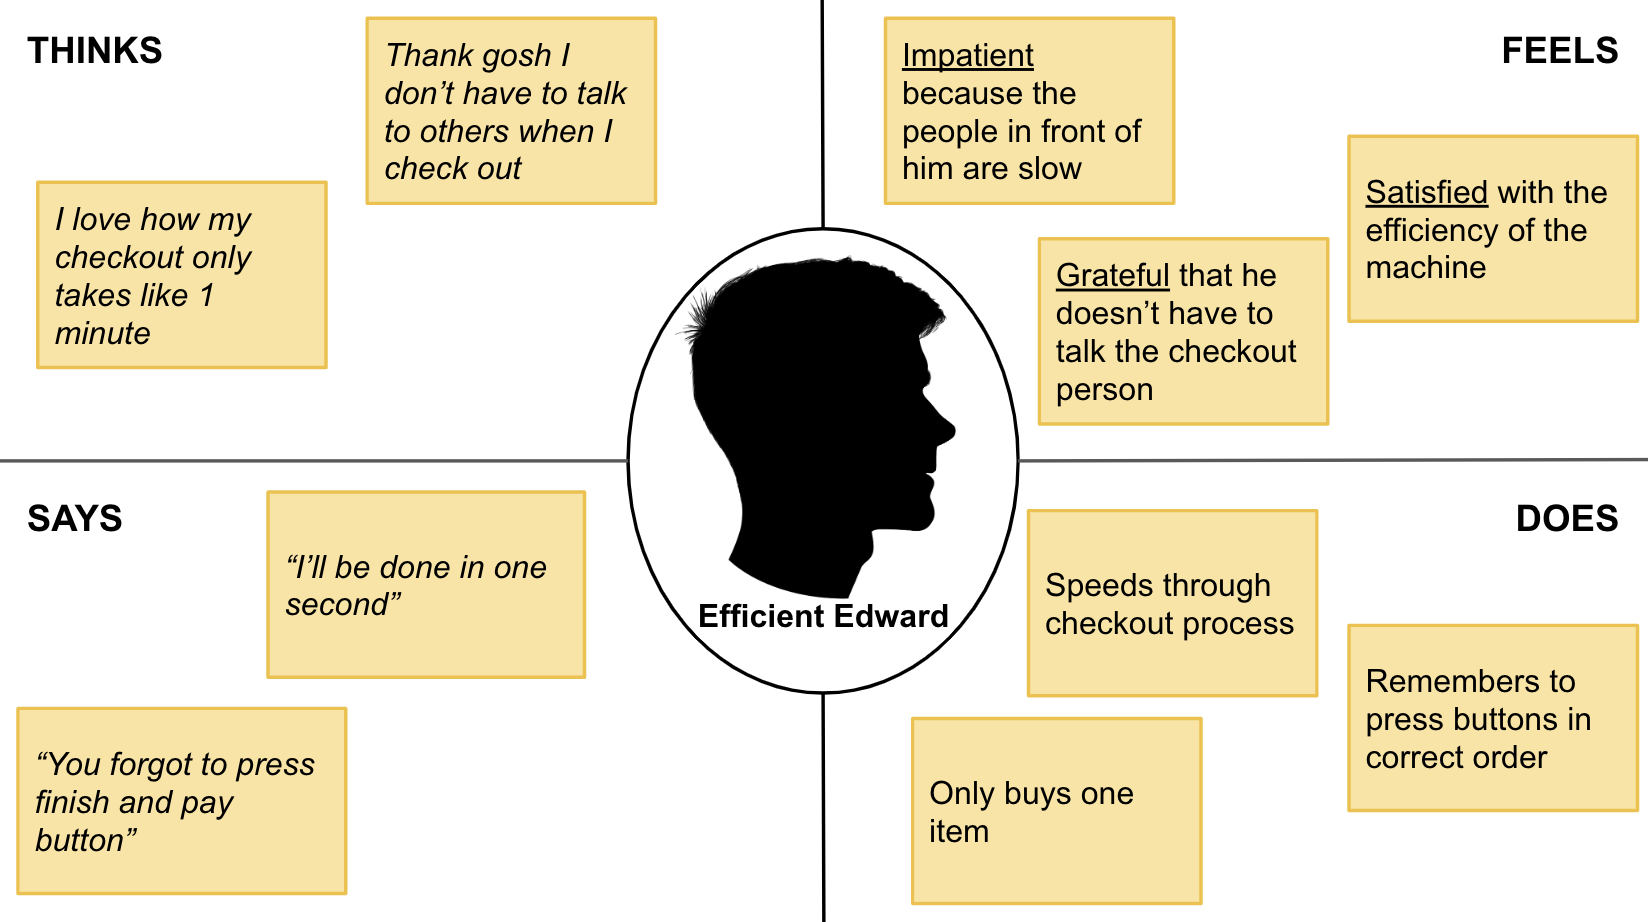 THINKS
Thank gosh I
don’t have to talk
to others when I
check out
I love how my
checkout only
takes like 1
minute
FEELS
Impatient
because the
people in front of
him are slow
Satisfied with the
efficiency of the
machine
Grateful that he
doesn’t have to
talk the checkout
person
Efficient Edward
SAYS
“I’ll be done in one
second”
“You forgot to press
finish and pay
button”
DOES
Speeds through
checkout process
Remembers to
press buttons in
correct order
Only buys one
item